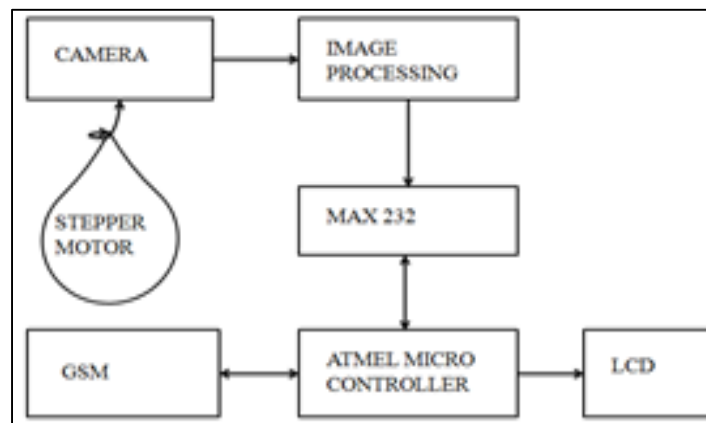 CAMERA
IMAGE
PROCESSING
STEPPER
MOTOR
MAX 232
GSM
ATMEL MICRO
CONTROLLER
LCD